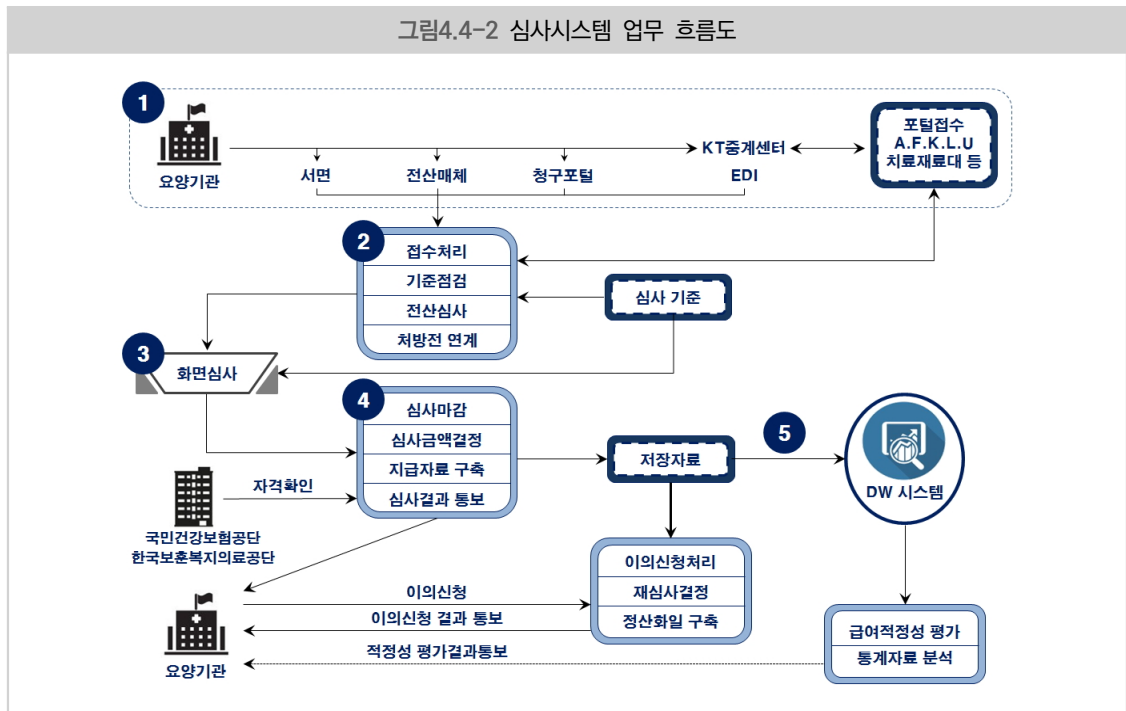 그림4.4-2 심사시스템 업무 흐름도
1
요양기관
서면
전산매체
청구포털
KT중계센터
EDI
포털접수
A.F.K.L.U
치료재료대 등
2
접수처리
기준점검
전산심사
처방전 연계
심사 기준
3
화면심사
4
심사마감
심사금액결정
지급자료 구축
심사결과 통보
자격확인
국민건강보험공단
한국보훈복지의료공단
저장자료
5
DW 시스템
이의신청처리
재심사결정
정산화일 구축
이의신청
이의신청 결과 통보
적정성 평가결과통보
요양기관
급여적정성 평가
통계자료 분석